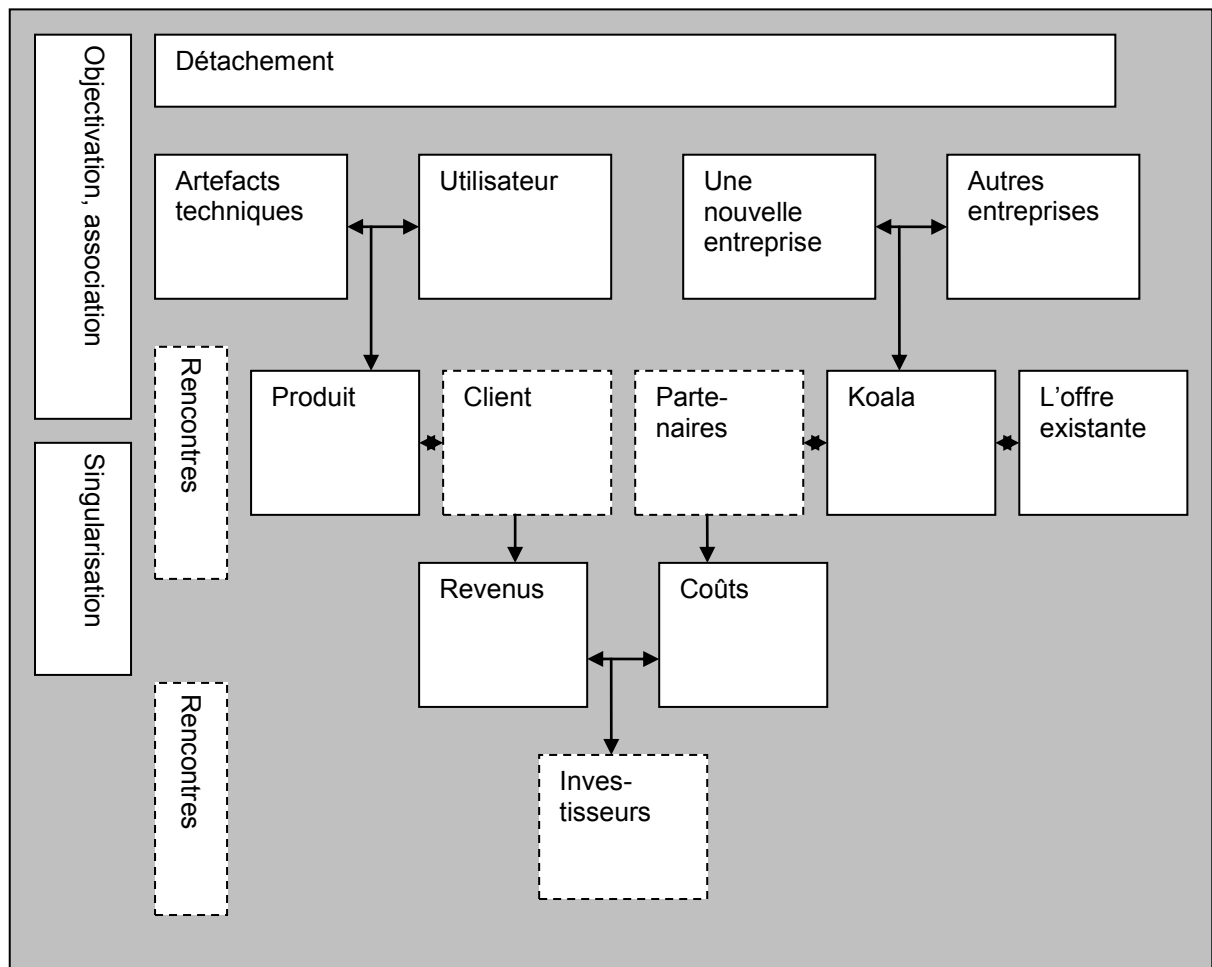 Objectivation, association
Détachement
Artefacts
techniques
Utilisateur
Une
nouvelle
entreprise
Autres
entreprises
Rencontres
Produit
Client
Parte-
naires
Koala
L’offre
existante
Singularisation
Revenus
Coûts
Rencontres
Inves-
tisseurs